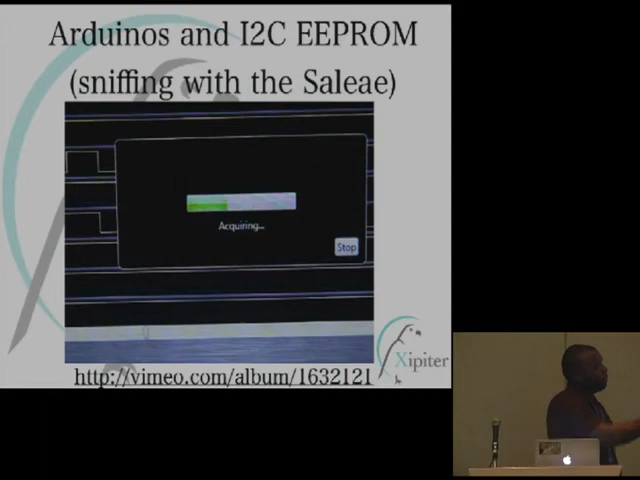 Arduinos and I2C EEPROM
(sniffing with the Saleae)
Acquiring...
Stop
Xipiter
http://vimeo.com/album/1632121